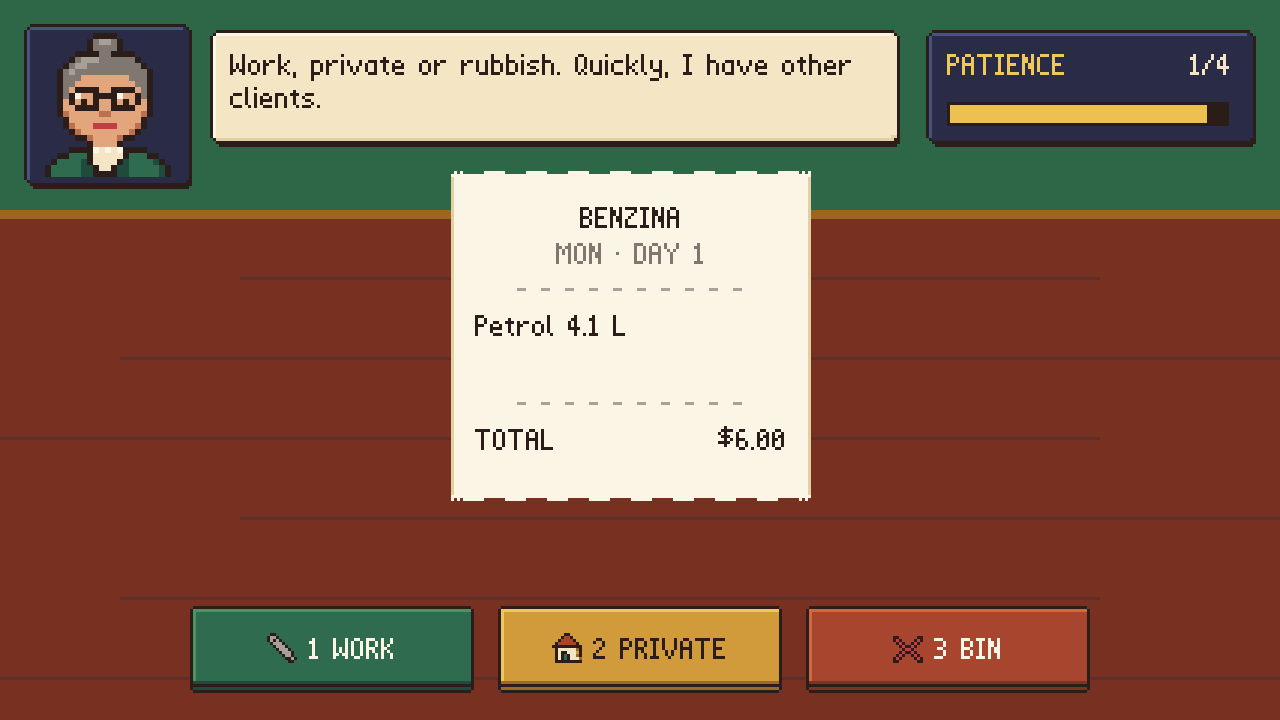 Work, private or rubbish. Quickly, I have other
clients.
PATIENCE 1/4
BENZINA
MON · DAY 1
Petrol 4.1 L
TOTAL $6.00
1 WORK
2 PRIVATE
3 BIN